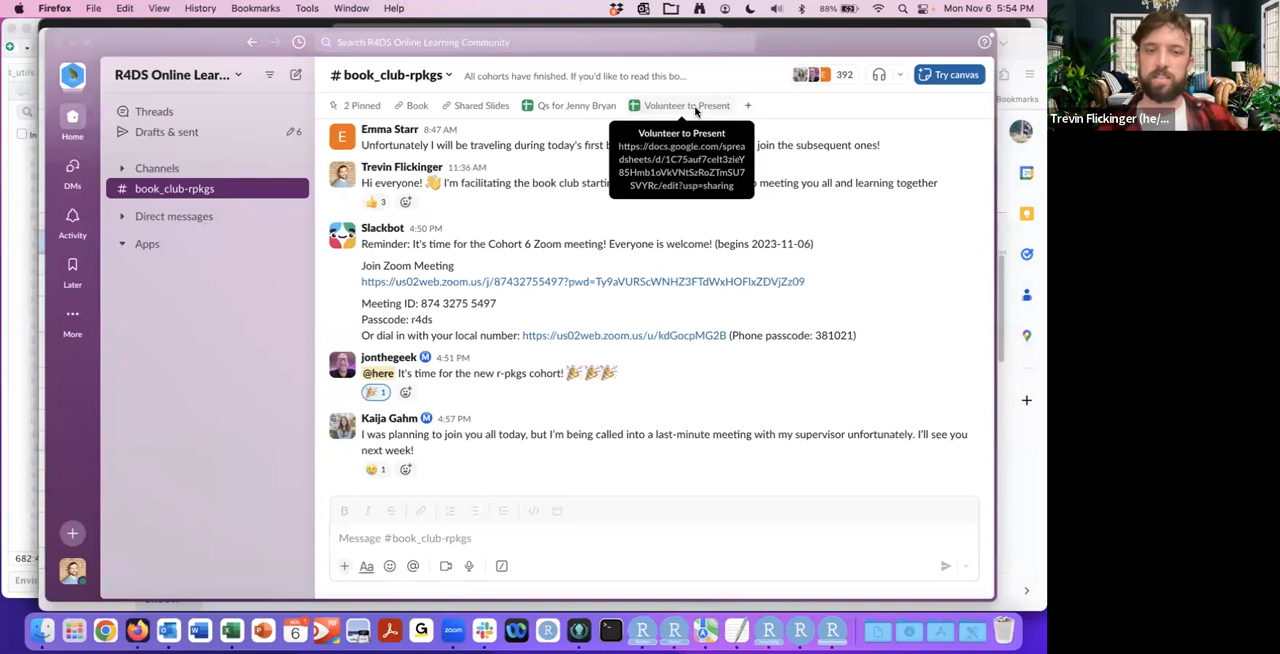 Firefox File Edit View History Bookmarks Tools Window Help
88% Mon Nov 6 5:54 PM
Search R4DS Online Learning Community
R4DS Online Lear...
# book_club-rpkgs
All cohorts have finished. If you'd like to read this bo...
392
Try canvas
2 Pinned Book Shared Slides Qs for Jenny Bryan Volunteer to Present +
Home
DMs
Activity
Later
More
Threads
Drafts & sent 6
Channels
# book_club-rpkgs
Direct messages
Apps
Volunteer to Present
https://docs.google.com/sprea
dsheets/d/1C75auf7ceIt3zieY
85Hmb1oVkVNtSzRoZTmSU7
SVYRc/edit?usp=sharing
E
Emma Starr 8:47 AM
Unfortunately I will be traveling during today's first b
join the subsequent ones!
Trevin Flickinger 11:36 AM
Hi everyone! 👋 I'm facilitating the book club startin
meeting you all and learning together
👍 3
Slackbot 4:50 PM
Reminder: It's time for the Cohort 6 Zoom meeting! Everyone is welcome! (begins 2023-11-06)
Join Zoom Meeting
https://us02web.zoom.us/j/87432755497?pwd=Ty9aVURScWNHZ3FTdWxHOFlxZDVjZz09
Meeting ID: 874 3275 5497
Passcode: r4ds
Or dial in with your local number: https://us02web.zoom.us/u/kdGocpMG2B (Phone passcode: 381021)
jonthegeek M 4:51 PM
@here It's time for the new r-pkgs cohort! 🎉🎉🎉
🎉 1
Kaija Gahm M 4:57 PM
I was planning to join you all today, but I'm being called into a last-minute meeting with my supervisor unfortunately. I'll see you
next week!
😢 1
Message #book_club-rpkgs
Trevin Flickinger (he/...